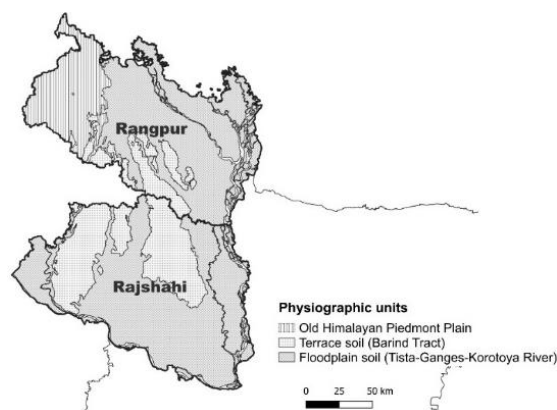 Rangpur
Rajshahi
Physiographic units
Old Himalayan Piedmont Plain
Terrace soil (Barind Tract)
Floodplain soil (Tista-Ganges-Korotoya River)
0 25 50 km